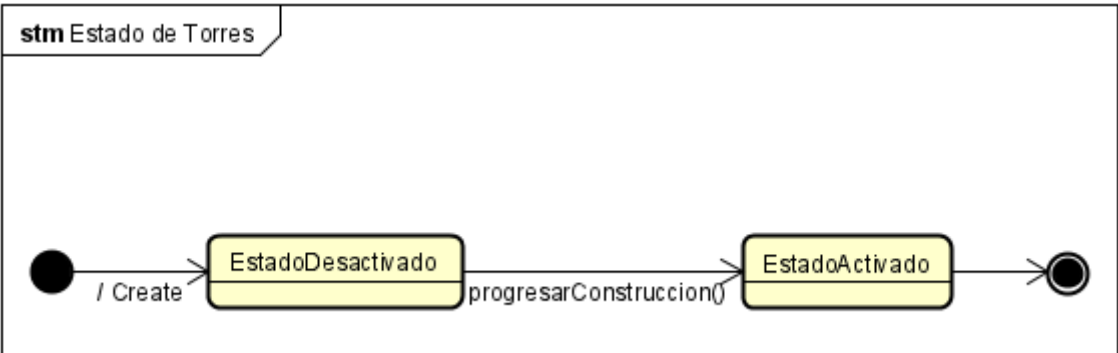 stm Estado de Torres
EstadoDesactivado
EstadoActivado
/ Create
progresarConstruccion()